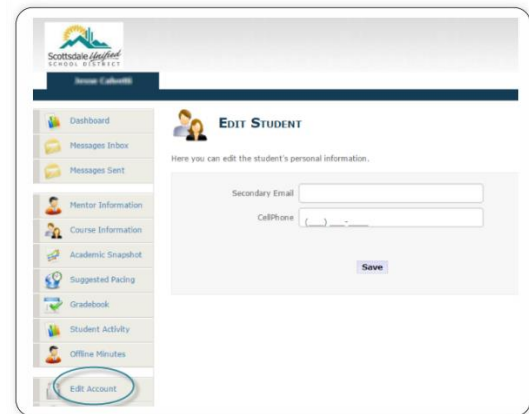 Scottsdale Unified
SCHOOL DISTRICT
Dashboard
Messages Inbox
Messages Sent
Mentor Information
Course Information
Academic Snapshot
Suggested Pacing
Gradebook
Student Activity
Offline Minutes
Edit Account
EDIT STUDENT
Here you can edit the student's personal information.
Secondary Email
CellPhone (___) ___-____
Save